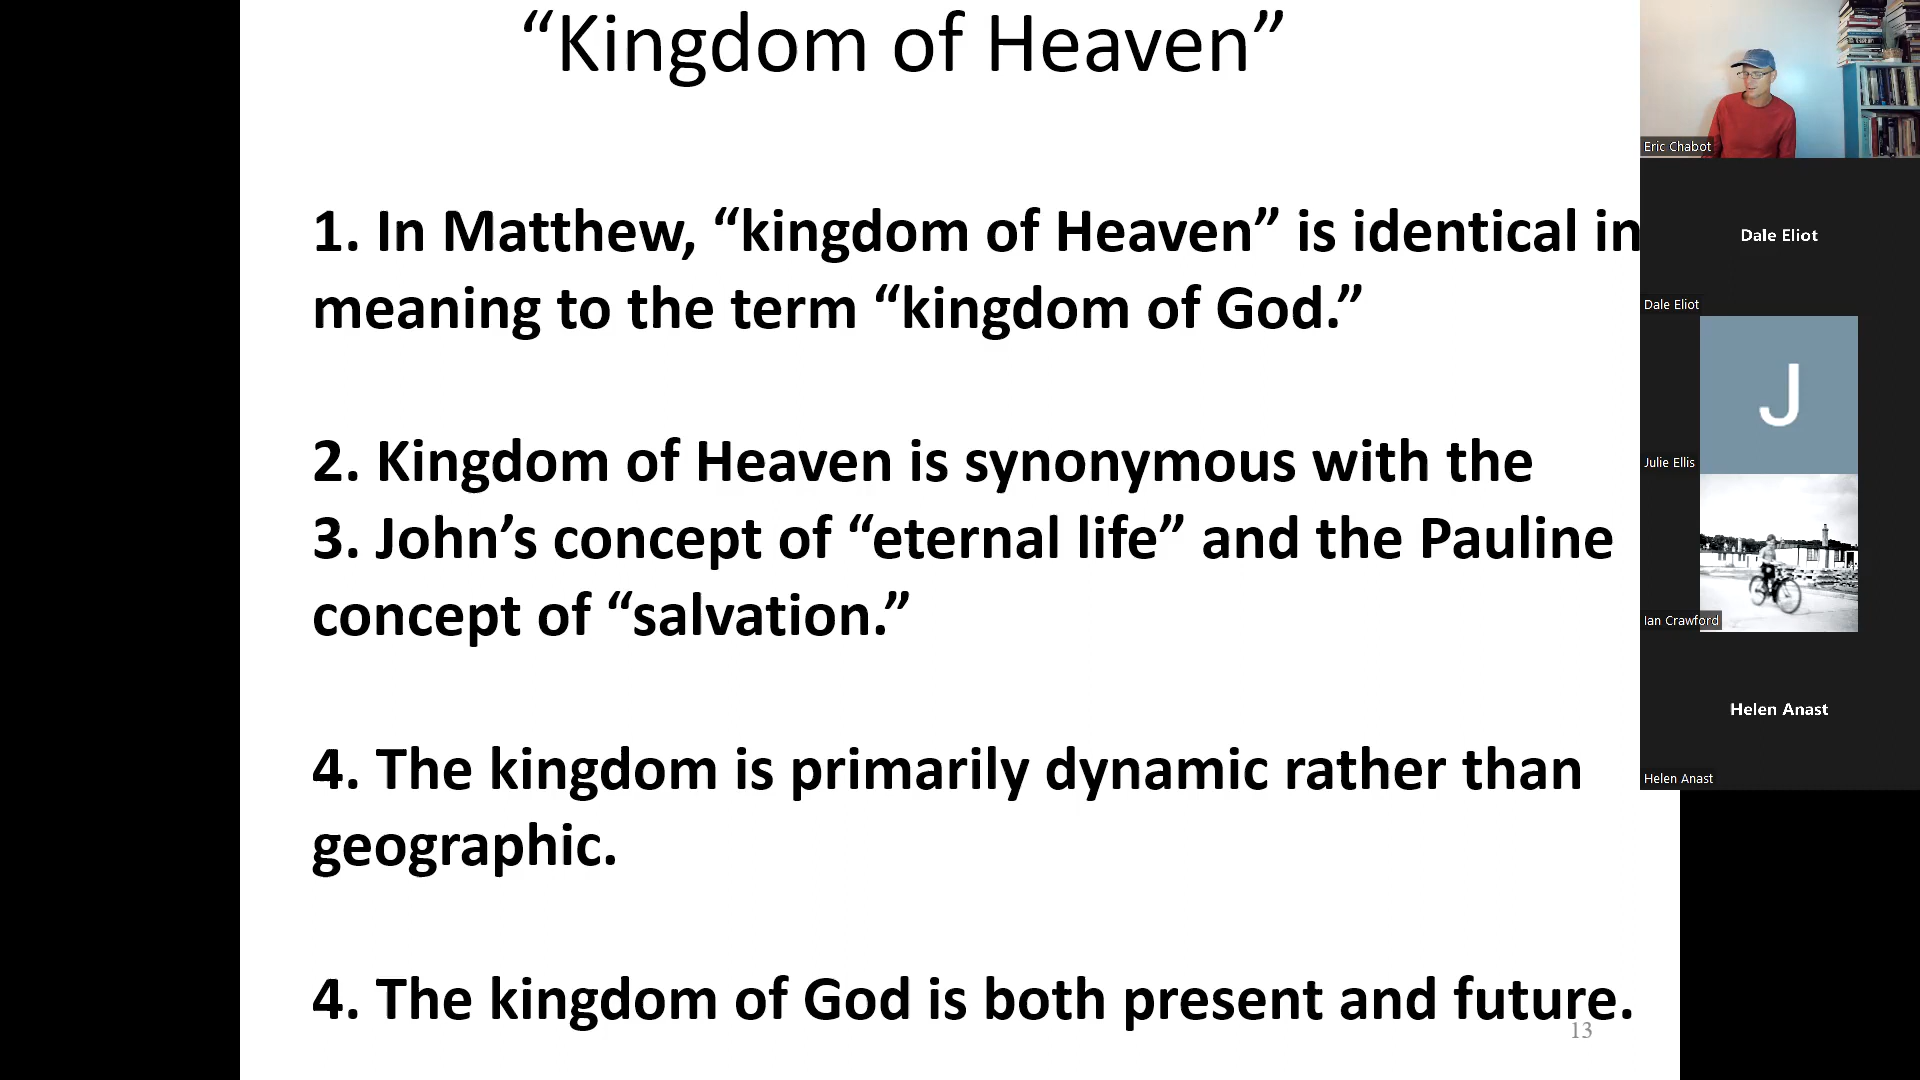 “Kingdom of Heaven”
1. In Matthew, “kingdom of Heaven” is identical in
meaning to the term “kingdom of God.”
2. Kingdom of Heaven is synonymous with the
3. John’s concept of “eternal life” and the Pauline
concept of “salvation.”
4. The kingdom is primarily dynamic rather than
geographic.
4. The kingdom of God is both present and future.
13
Eric Chabot
Dale Eliot
Dale Eliot
J
Julie Ellis
Ian Crawford
Helen Anast
Helen Anast